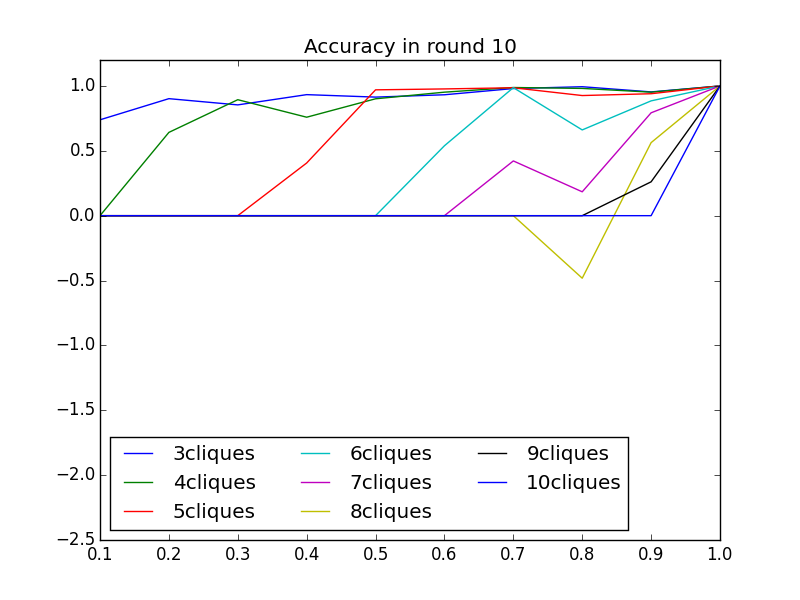 Accuracy in round 10
1.0
0.5
0.0
−0.5
−1.0
−1.5
−2.0
−2.5
3cliques 6cliques 9cliques
4cliques 7cliques 10cliques
5cliques 8cliques
0.1 0.2 0.3 0.4 0.5 0.6 0.7 0.8 0.9 1.0